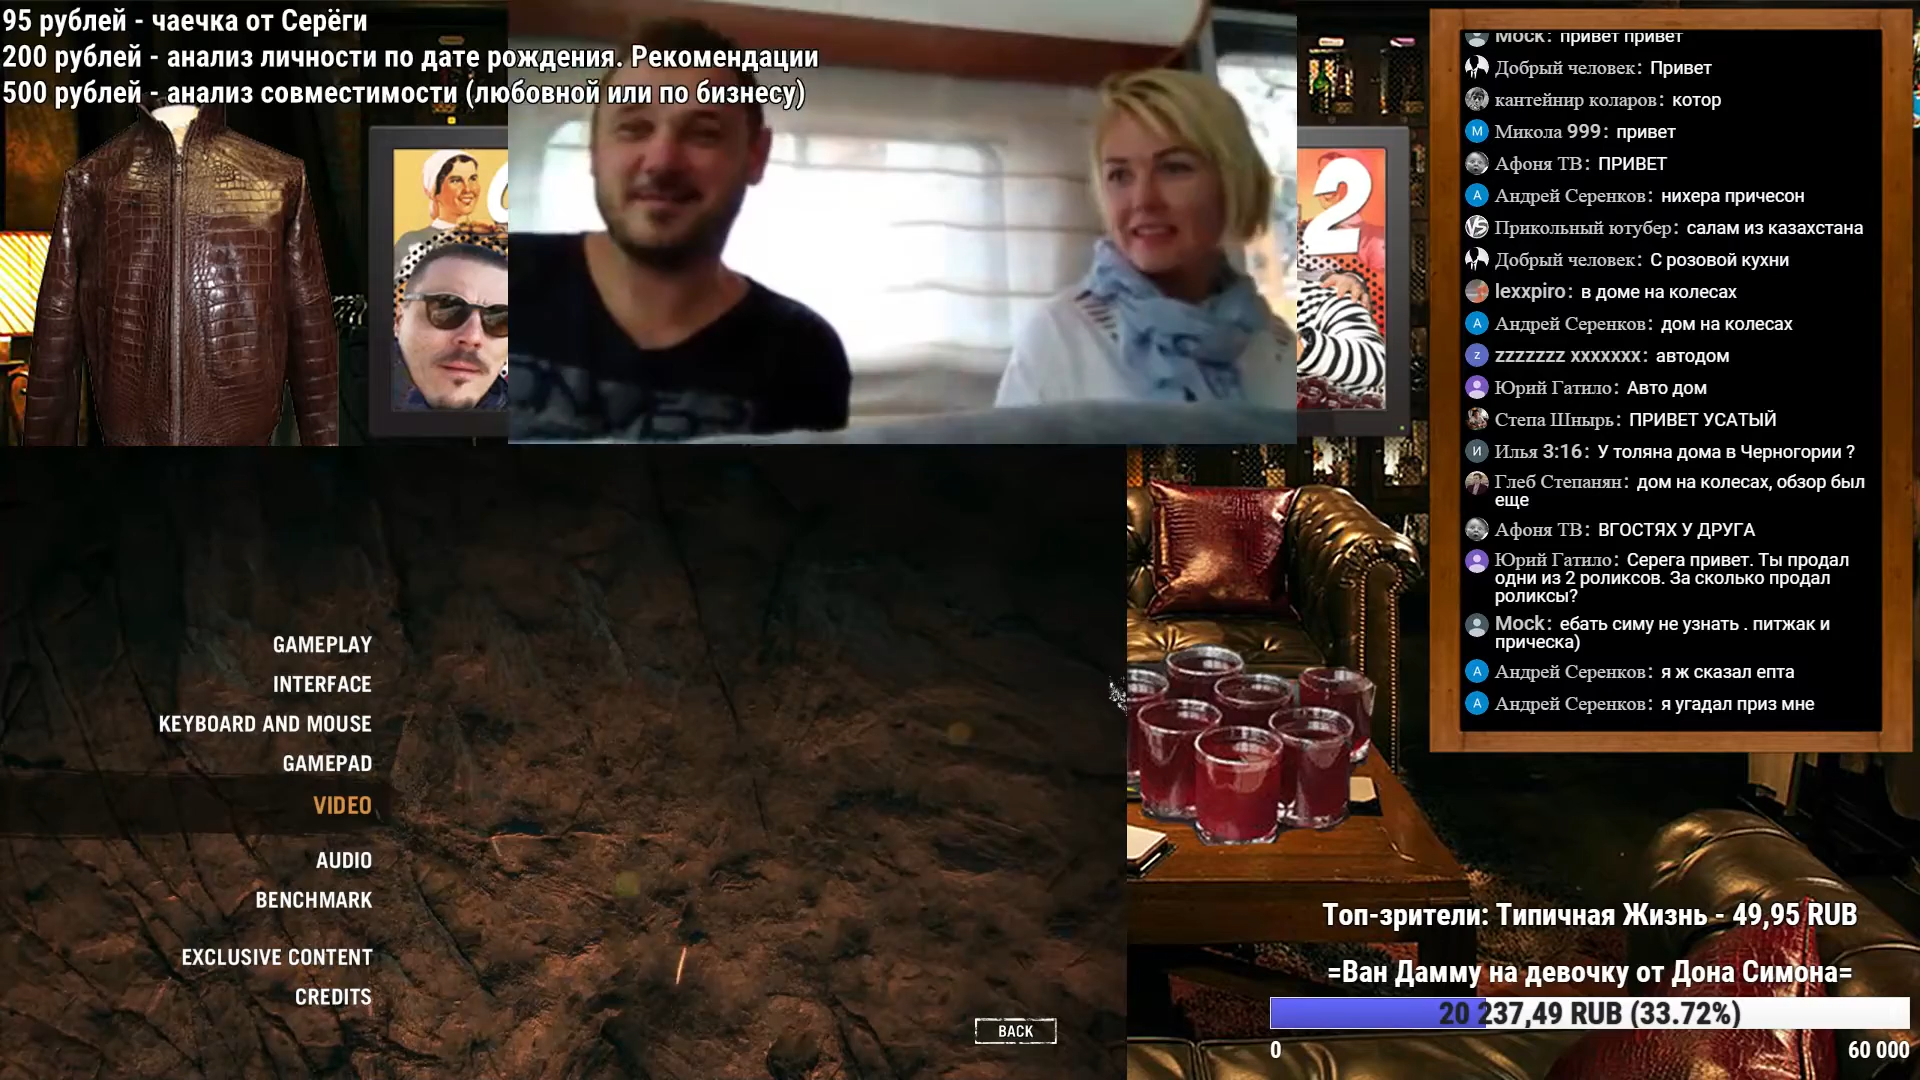 95 рублей - чаечка от Серёги
200 рублей - анализ личности по дате рождения. Рекомендации
500 рублей - анализ совместимости (любовной или по бизнесу)
2
GAMEPLAY
INTERFACE
KEYBOARD AND MOUSE
GAMEPAD
VIDEO
AUDIO
BENCHMARK
EXCLUSIVE CONTENT
CREDITS
BACK
Mock: привет привет
Добрый человек: Привет
кантейнир коларов: котор
М Микола 999: привет
Афоня ТВ: ПРИВЕТ
А Андрей Серенков: нихера причесон
VS Прикольный ютубер: салам из казахстана
Добрый человек: С розовой кухни
lexxpiro: в доме на колесах
А Андрей Серенков: дом на колесах
z zzzzzzz xxxxxxx: автодом
Юрий Гатило: Авто дом
Степа Шнырь: ПРИВЕТ УСАТЫЙ
И Илья 3:16: У толяна дома в Черногории ?
Глеб Степанян: дом на колесах, обзор был
еще
Афоня ТВ: ВГОСТЯХ У ДРУГА
Юрий Гатило: Серега привет. Ты продал
одни из 2 роликсов. За сколько продал
роликсы?
Mock: ебать симу не узнать . питжак и
прическа)
А Андрей Серенков: я ж сказал епта
А Андрей Серенков: я угадал приз мне
Топ-зрители: Типичная Жизнь - 49,95 RUB
=Ван Дамму на девочку от Дона Симона=
20 237,49 RUB (33.72%)
0 60 000